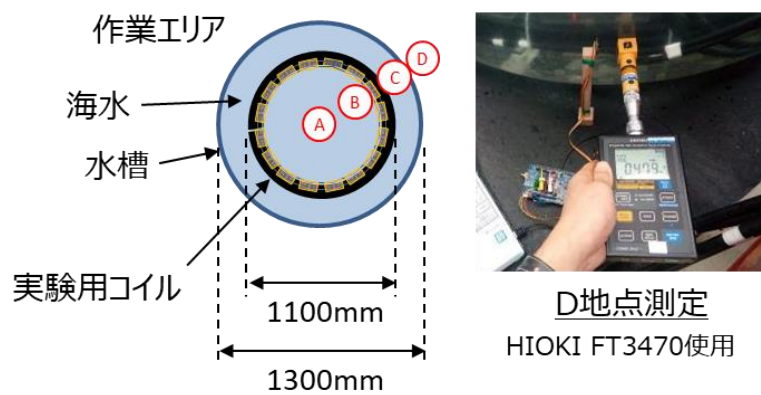 作業エリア
海水
水槽
実験用コイル
A
B
C
D
1100mm
1300mm
D地点測定
HIOKI FT3470使用